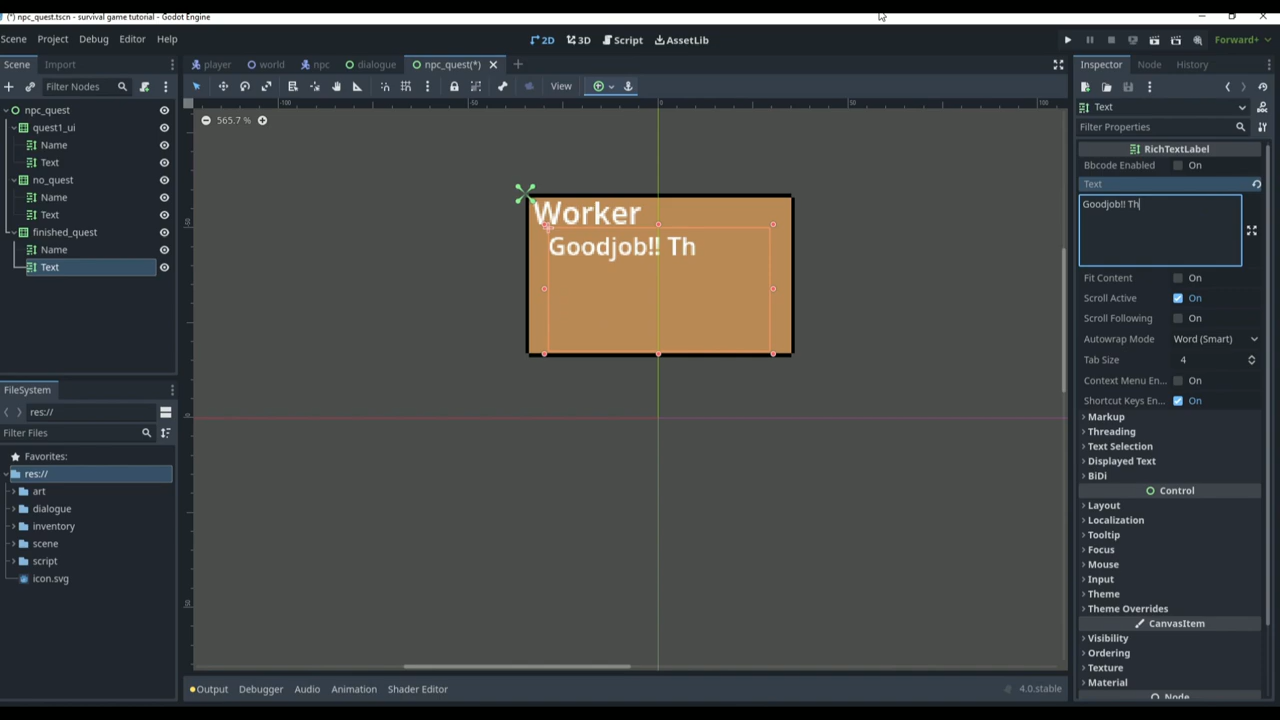 (*) npc_quest.tscn - survival game tutorial - Godot Engine
Scene Project Debug Editor Help
2D 3D Script AssetLib
Forward+
Scene Import
player world npc dialogue npc_quest(*)
Inspector Node History
Filter Nodes
View
Text
npc_quest
-100 -50 0 50 100
565.7 %
Filter Properties
quest1_ui
Name
Text
no_quest
Name
Text
finished_quest
Name
Text
Worker
Goodjob!! Th
RichTextLabel
Bbcode Enabled On
Text
Goodjob!! Th
Fit Content On
Scroll Active On
Scroll Following On
Autowrap Mode Word (Smart)
Tab Size 4
Context Menu En... On
Shortcut Keys En... On
Markup
Threading
Text Selection
Displayed Text
BiDi
Control
Layout
Localization
Tooltip
Focus
Mouse
Input
Theme
Theme Overrides
CanvasItem
Visibility
Ordering
Texture
Material
Node
FileSystem
res://
Filter Files
Favorites:
res://
art
dialogue
inventory
scene
script
icon.svg
Output Debugger Audio Animation Shader Editor
4.0.stable